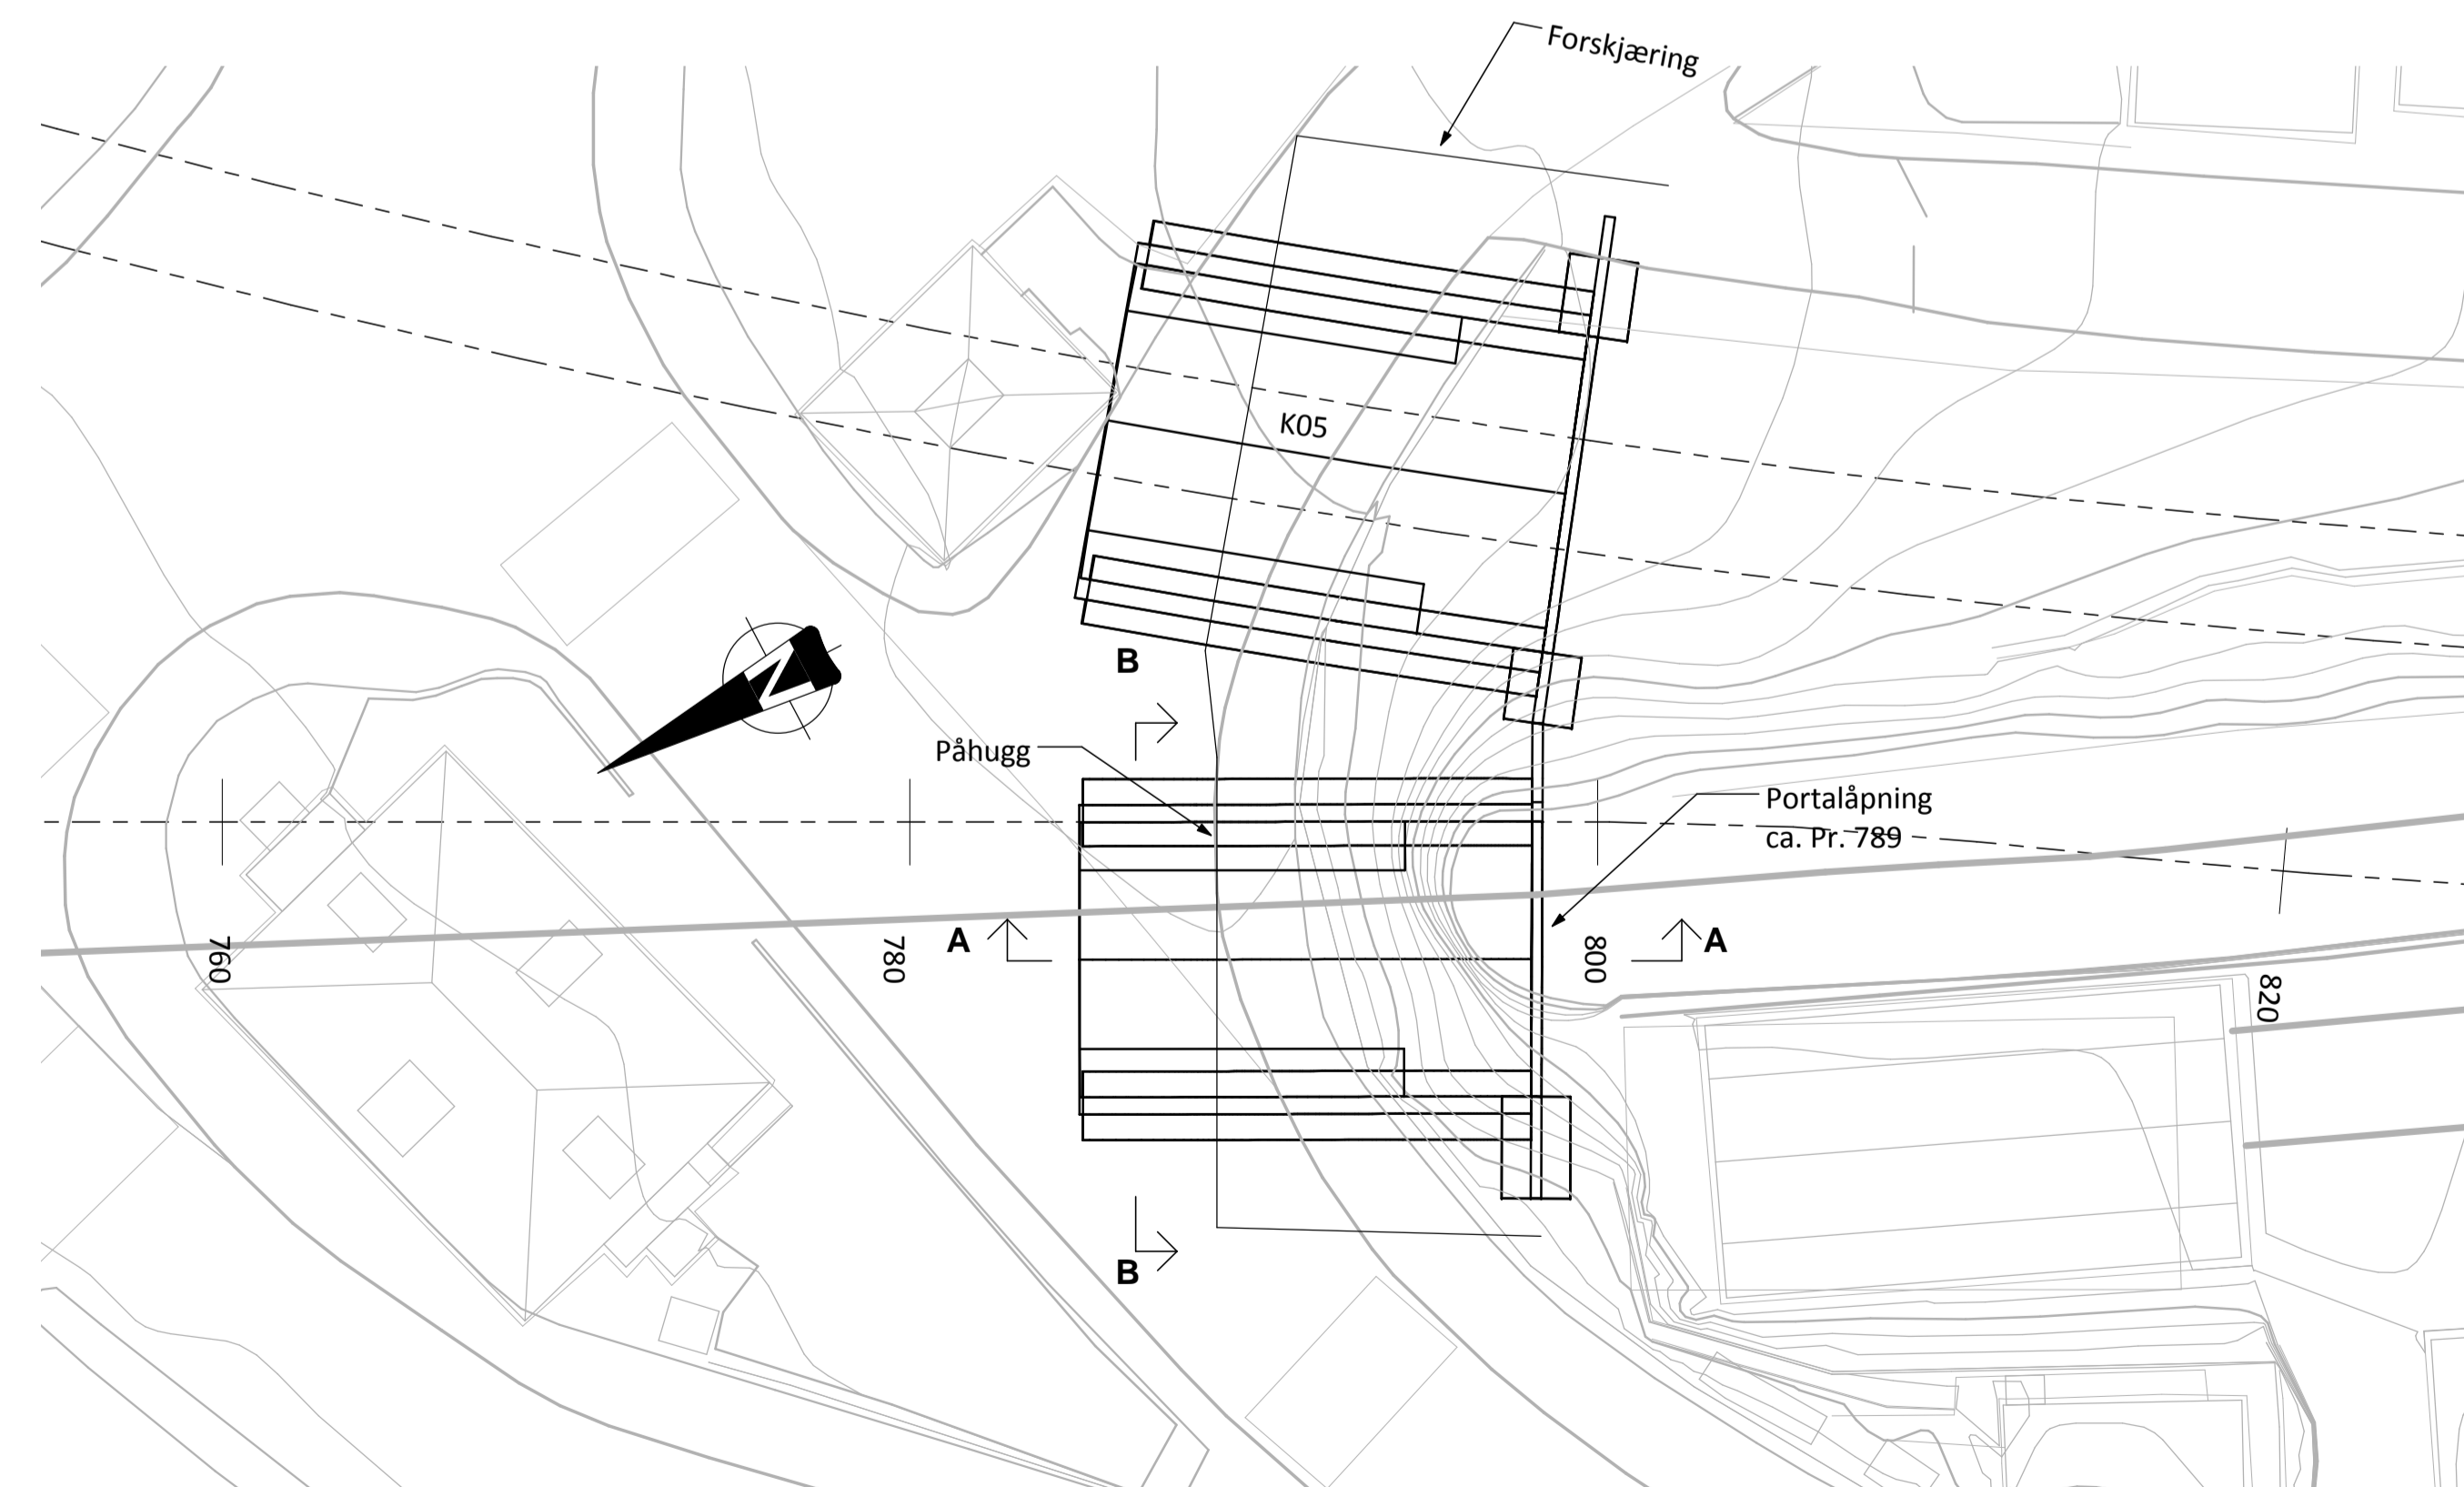 Forskjæring
K05
B
Påhugg
Portalåpning
ca. Pr. 789
A
A
760
780
800
820
B
N